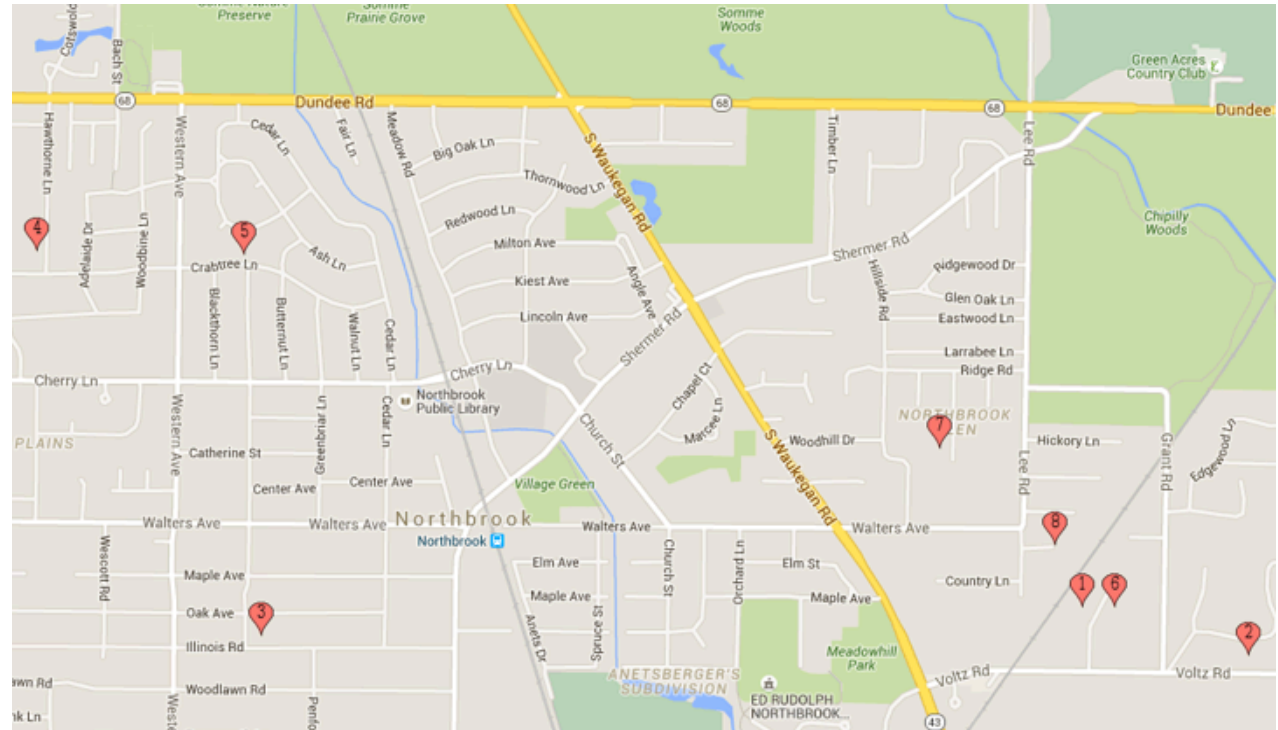 Preserve
Somme
Prairie Grove
Somme
Woods
Green Acres
Country Club
Cotswold
Bach St
68
Dundee Rd
68
68
Dundee
Hawthorne Ln
Western Ave
Cedar Ln
Fair Ln
Meadow Rd
Big Oak Ln
S Waukegan Rd
Timber Ln
Lee Rd
Thornwood Ln
Redwood Ln
Chipilly
Woods
4
5
Adelaide Dr
Woodbine Ln
Milton Ave
Shermer Rd
Crabtree Ln
Ash Ln
Angle Ave
Hillside Rd
Ridgewood Dr
Kiest Ave
Glen Oak Ln
Blackthorn Ln
Butternut Ln
Walnut Ln
Cedar Ln
Lincoln Ave
Shermer Rd
Eastwood Ln
Larrabee Ln
Cherry Ln
Cherry Ln
Ridge Rd
Chapel Ct
Northbrook
Public Library
Western Ave
Greenbriar Ln
Cedar Ln
Church St
Marcee Ln
NORTHBROOK
7
PLAINS
Woodhill Dr
Hickory Ln
Edgewood Ln
Catherine St
S Waukegan Rd
Lee Rd
Grant Rd
Center Ave
Center Ave
Village Green
Walters Ave
Walters Ave
Northbrook
Walters Ave
Walters Ave
8
Northbrook
Wescott Rd
Elm Ave
Church St
Orchard Ln
Elm St
Maple Ave
Country Ln
1
6
Maple Ave
Maple Ave
Oak Ave
3
Anets Dr
Spruce St
2
Illinois Rd
Meadowhill
Park
Voltz Rd
Voltz Rd
ANETSBERGER'S
SUBDIVISION
Woodlawn Rd
ED RUDOLPH
NORTHBROOK...
43